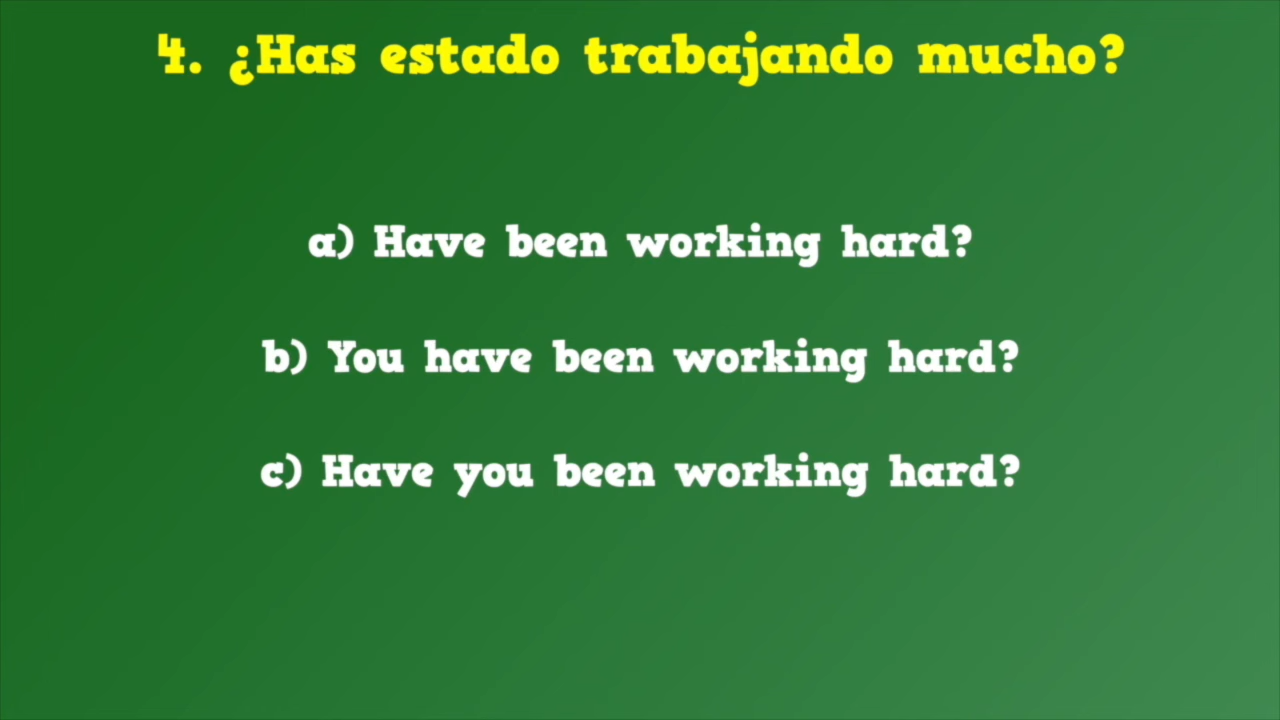 4. ¿Has estado trabajando mucho?
a) Have been working hard?
b) You have been working hard?
c) Have you been working hard?